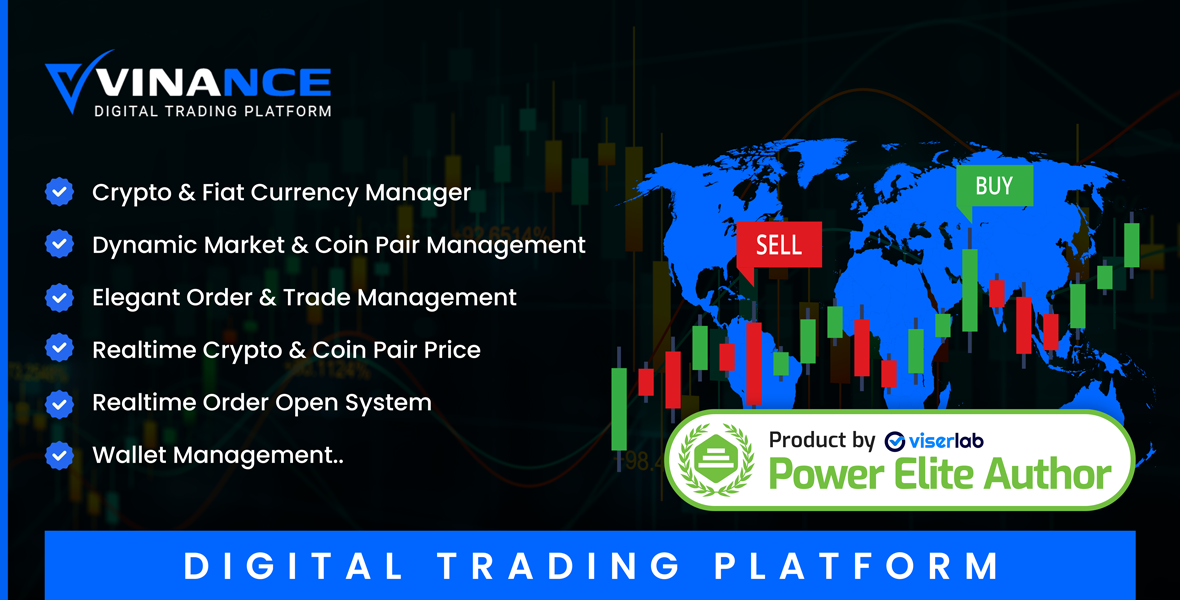 VINANCE
DIGITAL TRADING PLATFORM
Crypto & Fiat Currency Manager
Dynamic Market & Coin Pair Management
Elegant Order & Trade Management
Realtime Crypto & Coin Pair Price
Realtime Order Open System
Wallet Management..
SELL
BUY
Product by viserlab
Power Elite Author
DIGITAL TRADING PLATFORM